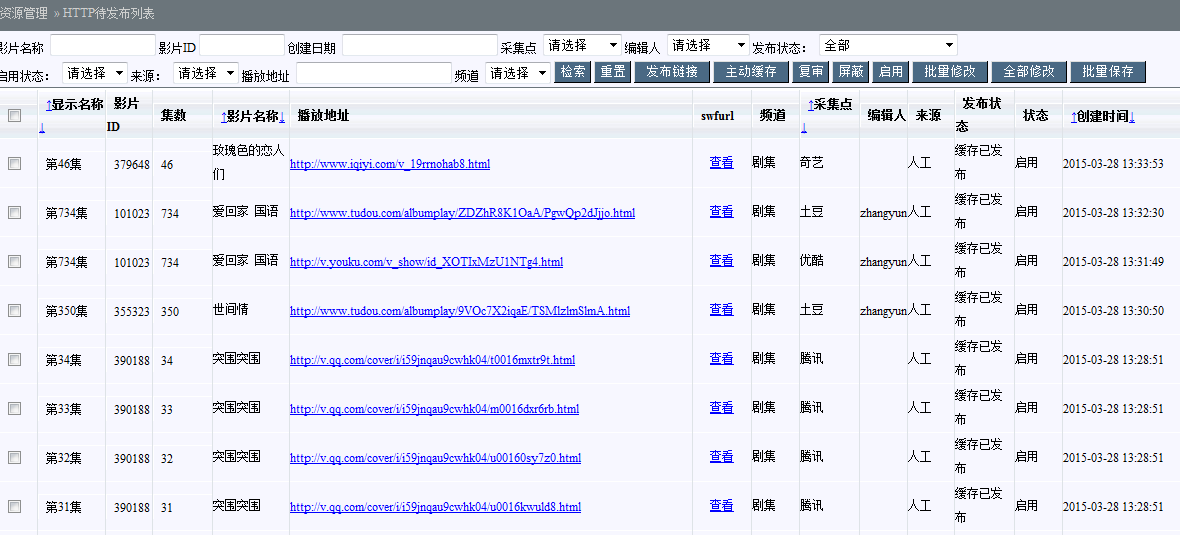 资源管理 » HTTP待发布列表
影片名称 影片ID 创建日期 采集点 请选择 编辑人 请选择 发布状态： 全部
启用状态： 请选择 来源： 请选择 播放地址 频道 请选择 检索 重置 发布链接 主动缓存 复审 屏蔽 启用 批量修改 全部修改 批量保存
↑显示名称↓ 影片ID 集数 ↑影片名称↓ 播放地址 swfurl 频道 ↑采集点↓ 编辑人 来源 发布状态 状态 ↑创建时间↓
第46集 379648 46 玫瑰色的恋人们 http://www.iqiyi.com/v_19rrnohab8.html 查看 剧集 奇艺 人工 缓存已发布 启用 2015-03-28 13:33:53
第734集 101023 734 爱回家 国语 http://www.tudou.com/albumplay/ZDZhR8K1OaA/PgwQp2dJjjo.html 查看 剧集 土豆 zhangyun 人工 缓存已发布 启用 2015-03-28 13:32:30
第734集 101023 734 爱回家 国语 http://v.youku.com/v_show/id_XOTIxMzU1NTg4.html 查看 剧集 优酷 zhangyun 人工 缓存已发布 启用 2015-03-28 13:31:49
第350集 355323 350 世间情 http://www.tudou.com/albumplay/9VOc7X2iqaE/TSMlzlmSlmA.html 查看 剧集 土豆 zhangyun 人工 缓存已发布 启用 2015-03-28 13:30:50
第34集 390188 34 突围突围 http://v.qq.com/cover/i/i59jnqau9cwhk04/t0016mxtr9t.html 查看 剧集 腾讯 人工 缓存已发布 启用 2015-03-28 13:28:51
第33集 390188 33 突围突围 http://v.qq.com/cover/i/i59jnqau9cwhk04/m0016dxr6rb.html 查看 剧集 腾讯 人工 缓存已发布 启用 2015-03-28 13:28:51
第32集 390188 32 突围突围 http://v.qq.com/cover/i/i59jnqau9cwhk04/u00160sy7z0.html 查看 剧集 腾讯 人工 缓存已发布 启用 2015-03-28 13:28:51
第31集 390188 31 突围突围 http://v.qq.com/cover/i/i59jnqau9cwhk04/u0016kwuld8.html 查看 剧集 腾讯 人工 缓存已发布 启用 2015-03-28 13:28:51